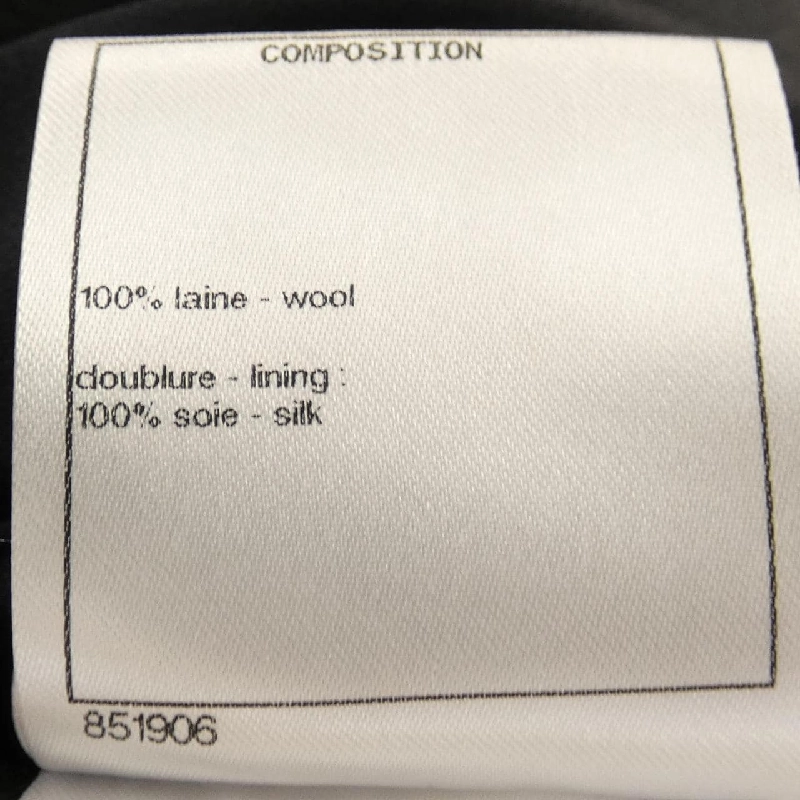 COMPOSITION
100% laine - wool
doublure - lining :
100% soie - silk
851906